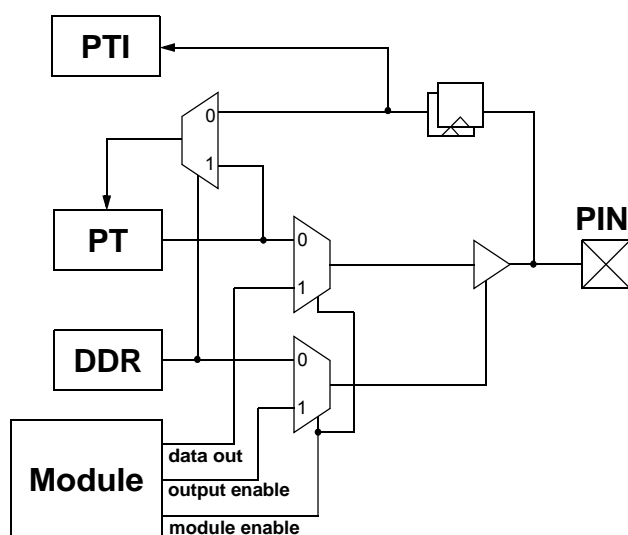 PTI
0
1
PT
PIN
0
1
DDR
0
1
Module
data out
output enable
module enable